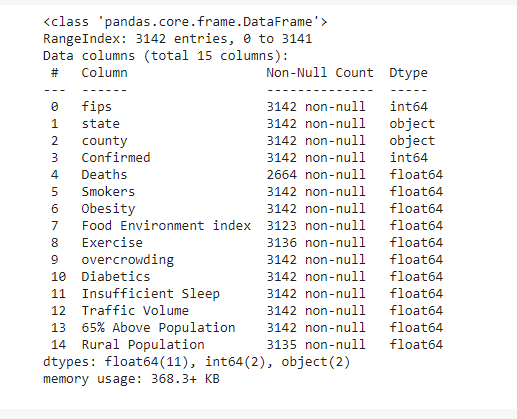 <class 'pandas.core.frame.DataFrame'>
RangeIndex: 3142 entries, 0 to 3141
Data columns (total 15 columns):
 #   Column                  Non-Null Count  Dtype
---  ------                  --------------  -----
 0   fips                    3142 non-null   int64
 1   state                   3142 non-null   object
 2   county                  3142 non-null   object
 3   Confirmed               3142 non-null   int64
 4   Deaths                  2664 non-null   float64
 5   Smokers                 3142 non-null   float64
 6   Obesity                 3142 non-null   float64
 7   Food Environment index  3123 non-null   float64
 8   Exercise                3136 non-null   float64
 9   overcrowding            3142 non-null   float64
 10  Diabetics               3142 non-null   float64
 11  Insufficient Sleep      3142 non-null   float64
 12  Traffic Volume          3142 non-null   float64
 13  65% Above Population    3142 non-null   float64
 14  Rural Population        3135 non-null   float64
dtypes: float64(11), int64(2), object(2)
memory usage: 368.3+ KB